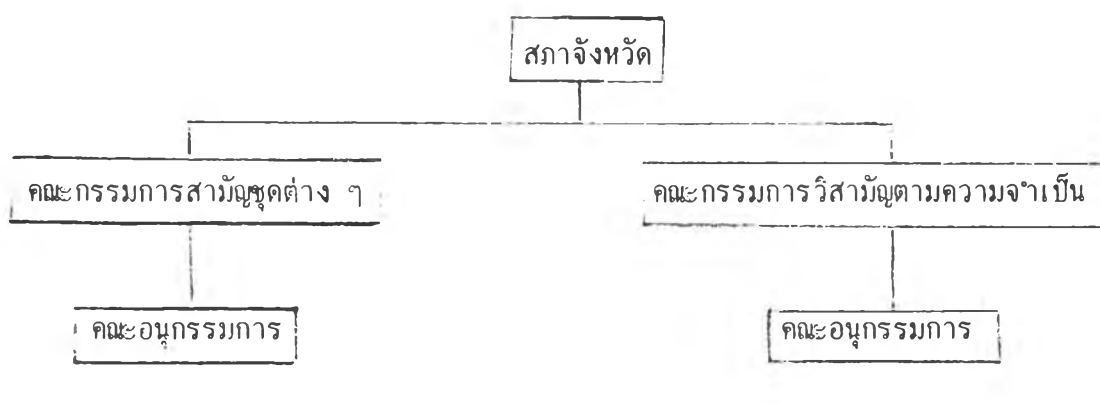 สภาจังหวัด
คณะกรรมการสามัญชุดต่าง ๆ
คณะกรรมการวิสามัญตามความจำเป็น
คณะอนุกรรมการ
คณะอนุกรรมการ